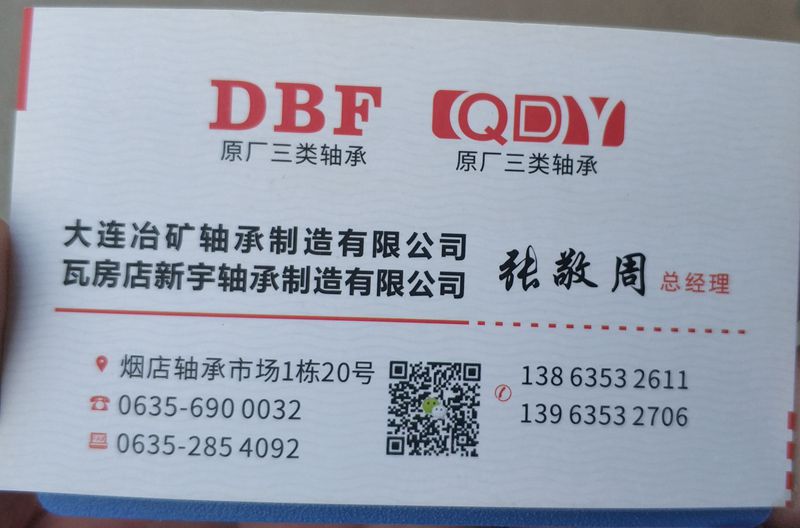 DBF
原厂三类轴承
QDY
原厂三类轴承
大连冶矿轴承制造有限公司
瓦房店新宇轴承制造有限公司
张敬周 总经理
烟店轴承市场1栋20号
0635-690 0032
0635-285 4092
138 6353 2611
139 6353 2706